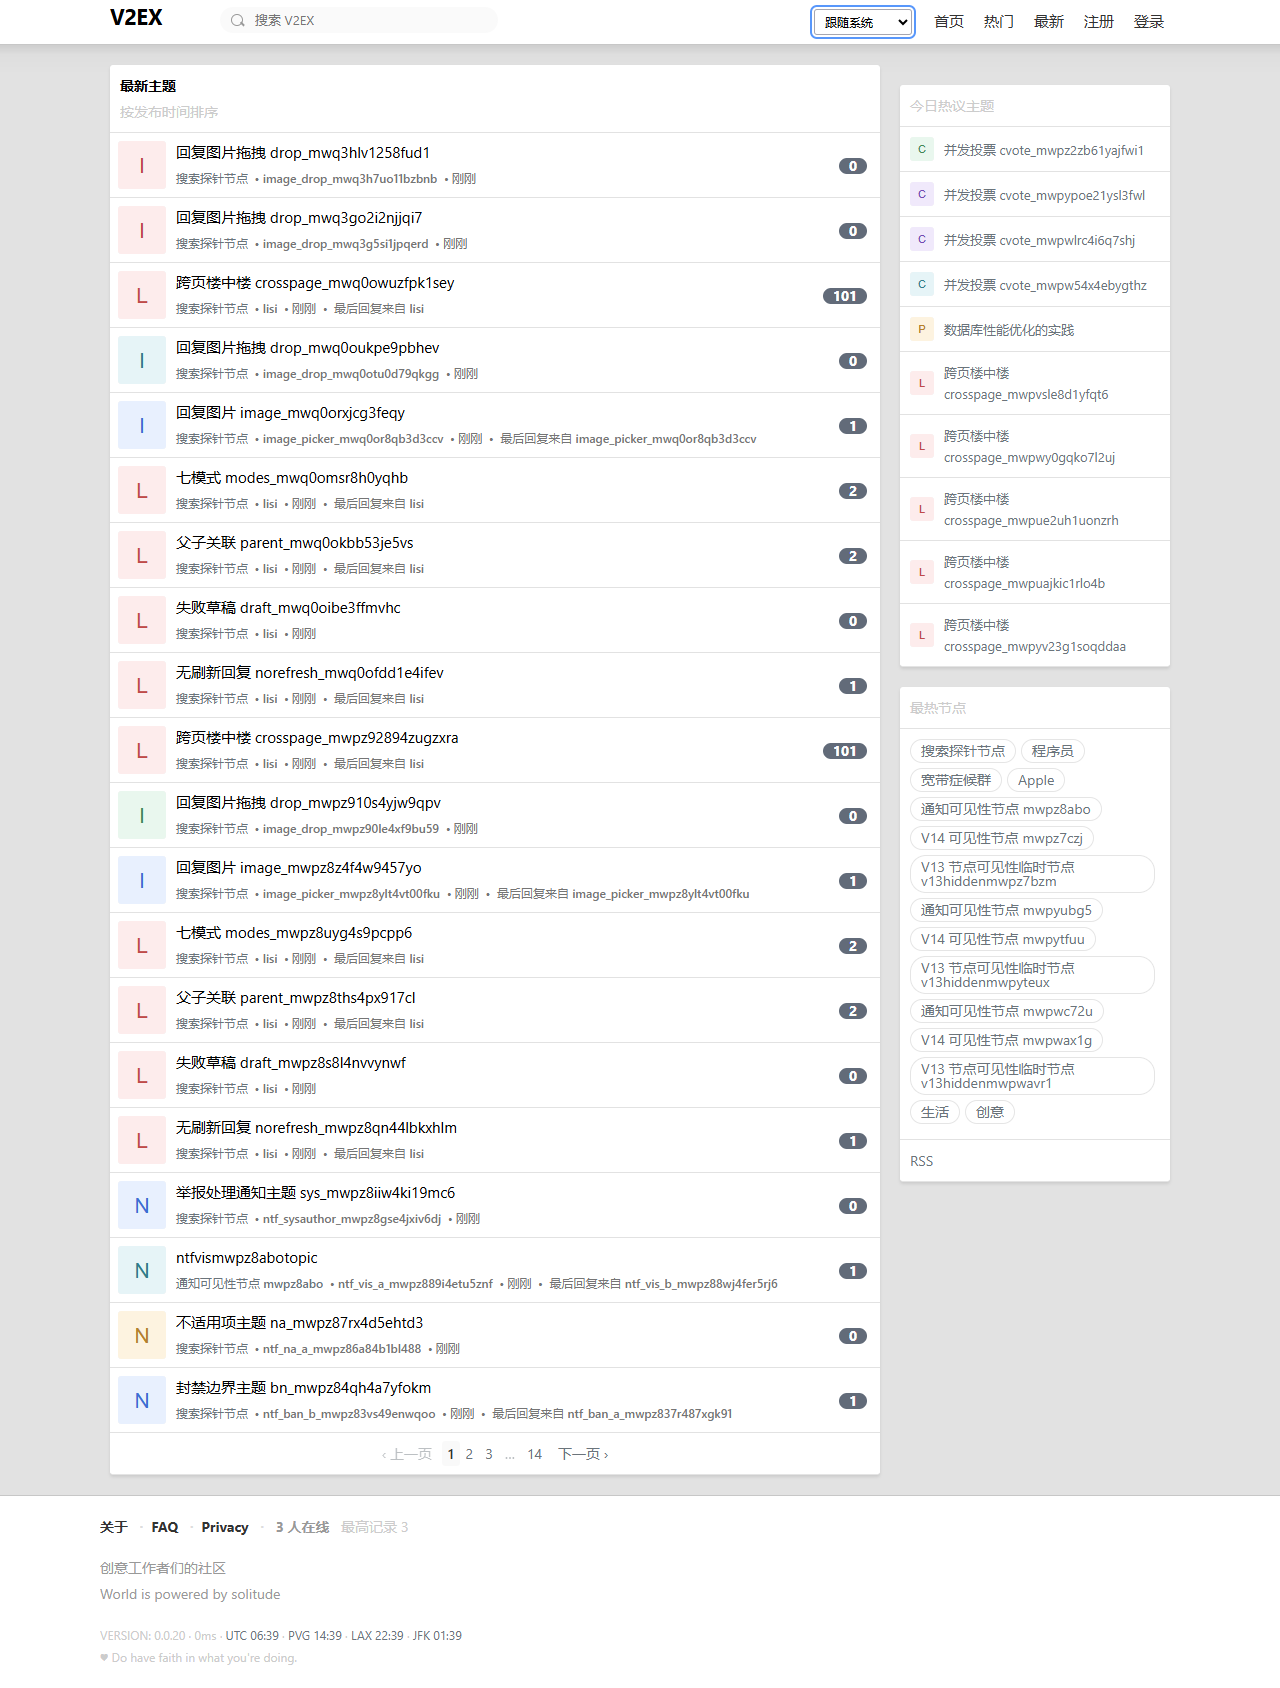 V2EX
搜索 V2EX
跟随系统
首页 热门 最新 注册 登录
最新主题
按发布时间排序
I
回复图片拖拽 drop_mwq3hlv1258fud1
搜索探针节点 • image_drop_mwq3h7uo11bzbnb • 刚刚
0
I
回复图片拖拽 drop_mwq3go2i2njjqi7
搜索探针节点 • image_drop_mwq3g5si1jpqerd • 刚刚
0
L
跨页楼中楼 crosspage_mwq0owuzfpk1sey
搜索探针节点 • lisi • 刚刚 • 最后回复来自 lisi
101
I
回复图片拖拽 drop_mwq0oukpe9pbhev
搜索探针节点 • image_drop_mwq0otu0d79qkgg • 刚刚
0
I
回复图片 image_mwq0orxjcg3feqy
搜索探针节点 • image_picker_mwq0or8qb3d3ccv • 刚刚 • 最后回复来自 image_picker_mwq0or8qb3d3ccv
1
L
七模式 modes_mwq0omsr8h0yqhb
搜索探针节点 • lisi • 刚刚 • 最后回复来自 lisi
2
L
父子关联 parent_mwq0okbb53je5vs
搜索探针节点 • lisi • 刚刚 • 最后回复来自 lisi
2
L
失败草稿 draft_mwq0oibe3ffmvhc
搜索探针节点 • lisi • 刚刚
0
L
无刷新回复 norefresh_mwq0ofdd1e4ifev
搜索探针节点 • lisi • 刚刚 • 最后回复来自 lisi
1
L
跨页楼中楼 crosspage_mwpz92894zugzxra
搜索探针节点 • lisi • 刚刚 • 最后回复来自 lisi
101
I
回复图片拖拽 drop_mwpz910s4yjw9qpv
搜索探针节点 • image_drop_mwpz90le4xf9bu59 • 刚刚
0
I
回复图片 image_mwpz8z4f4w9457yo
搜索探针节点 • image_picker_mwpz8ylt4vt00fku • 刚刚 • 最后回复来自 image_picker_mwpz8ylt4vt00fku
1
L
七模式 modes_mwpz8uyg4s9pcpp6
搜索探针节点 • lisi • 刚刚 • 最后回复来自 lisi
2
L
父子关联 parent_mwpz8ths4px917cl
搜索探针节点 • lisi • 刚刚 • 最后回复来自 lisi
2
L
失败草稿 draft_mwpz8s8l4nvvynwf
搜索探针节点 • lisi • 刚刚
0
L
无刷新回复 norefresh_mwpz8qn44lbkxhlm
搜索探针节点 • lisi • 刚刚 • 最后回复来自 lisi
1
N
举报处理通知主题 sys_mwpz8iiw4ki19mc6
搜索探针节点 • ntf_sysauthor_mwpz8gse4jxiv6dj • 刚刚
0
N
ntfvismwpz8abotopic
通知可见性节点 mwpz8abo • ntf_vis_a_mwpz889i4etu5znf • 刚刚 • 最后回复来自 ntf_vis_b_mwpz88wj4fer5rj6
1
N
不适用项主题 na_mwpz87rx4d5ehtd3
搜索探针节点 • ntf_na_a_mwpz86a84b1bl488 • 刚刚
0
N
封禁边界主题 bn_mwpz84qh4a7yfokm
搜索探针节点 • ntf_ban_b_mwpz83vs49enwqoo • 刚刚 • 最后回复来自 ntf_ban_a_mwpz837r487xgk91
1
‹ 上一页 1 2 3 ... 14 下一页 ›
今日热议主题
C 并发投票 cvote_mwpz2zb61yajfwi1
C 并发投票 cvote_mwpypoe21ysl3fwl
C 并发投票 cvote_mwpwlrc4i6q7shj
C 并发投票 cvote_mwpw54x4ebygthz
P 数据库性能优化的实践
L 跨页楼中楼
crosspage_mwpvsle8d1yfqt6
L 跨页楼中楼
crosspage_mwpwy0gqko7l2uj
L 跨页楼中楼
crosspage_mwpue2uh1uonzrh
L 跨页楼中楼
crosspage_mwpuajkic1rlo4b
L 跨页楼中楼
crosspage_mwpyv23g1soqddaa
最热节点
搜索探针节点 程序员
宽带症候群 Apple
通知可见性节点 mwpz8abo
V14 可见性节点 mwpz7czj
V13 节点可见性临时节点
v13hiddenmwpz7bzm
通知可见性节点 mwpyubg5
V14 可见性节点 mwpytfuu
V13 节点可见性临时节点
v13hiddenmwpyteux
通知可见性节点 mwpwc72u
V14 可见性节点 mwpwax1g
V13 节点可见性临时节点
v13hiddenmwpwavr1
生活 创意
RSS
关于 · FAQ · Privacy · 3 人在线 最高记录 3
创意工作者们的社区
World is powered by solitude
VERSION: 0.0.20 · 0ms · UTC 06:39 · PVG 14:39 · LAX 22:39 · JFK 01:39
♥ Do have faith in what you're doing.